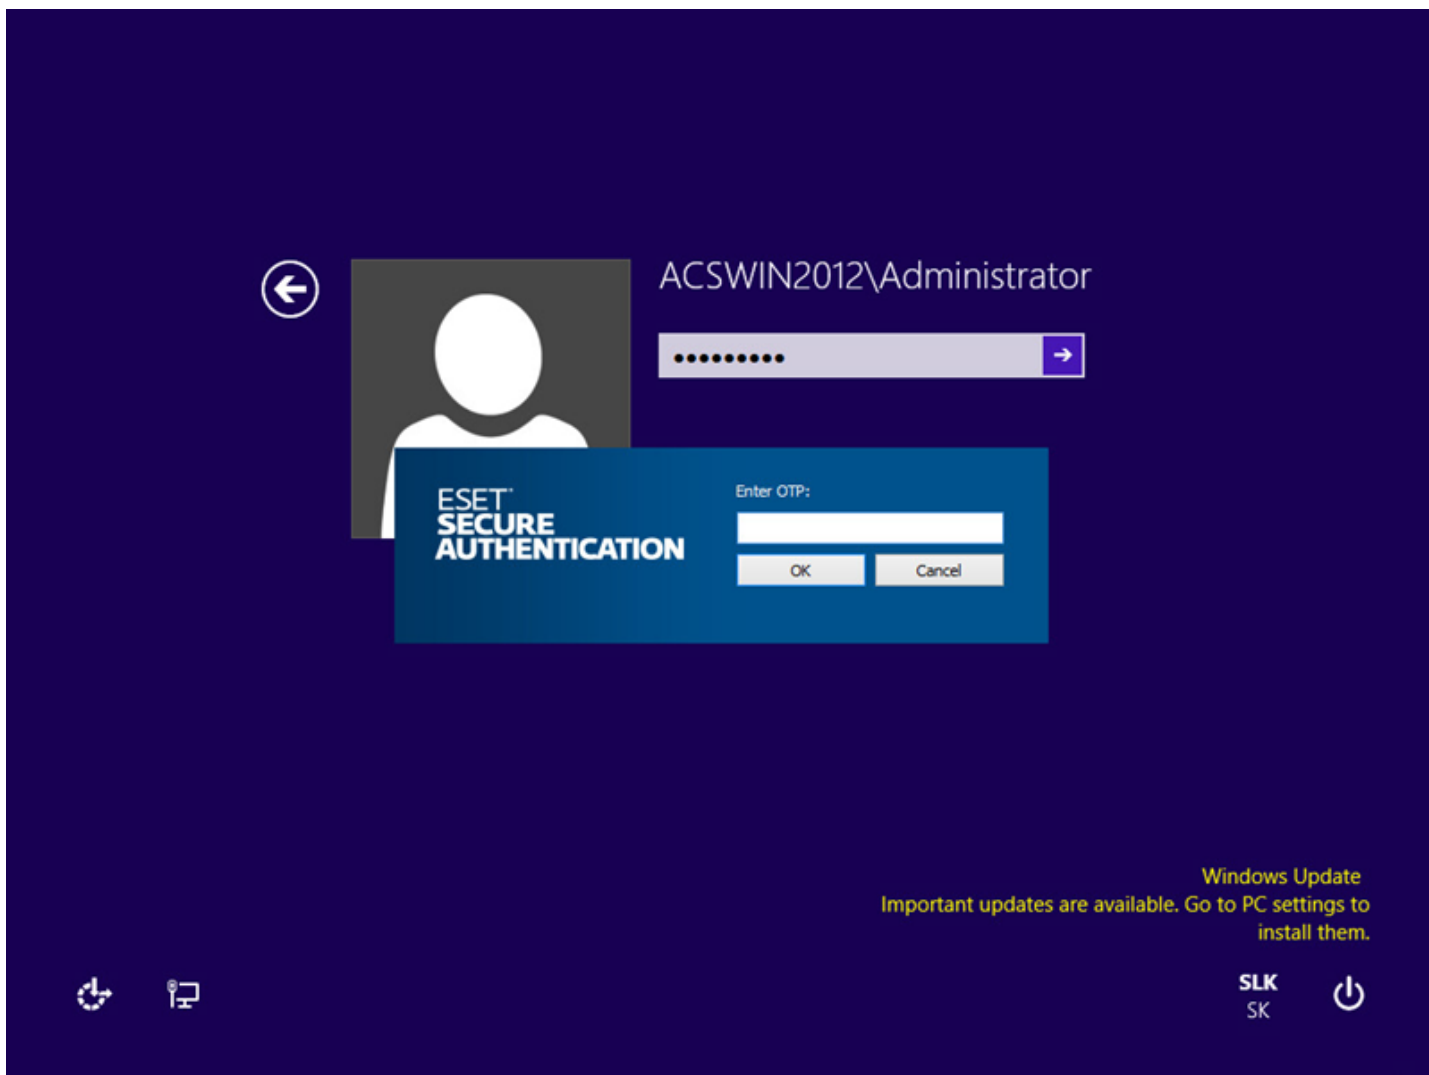 ACSWIN2012\Administrator
•••••••••
ESET
SECURE
AUTHENTICATION
Enter OTP:
OK Cancel
Windows Update
Important updates are available. Go to PC settings to
install them.
SLK
SK